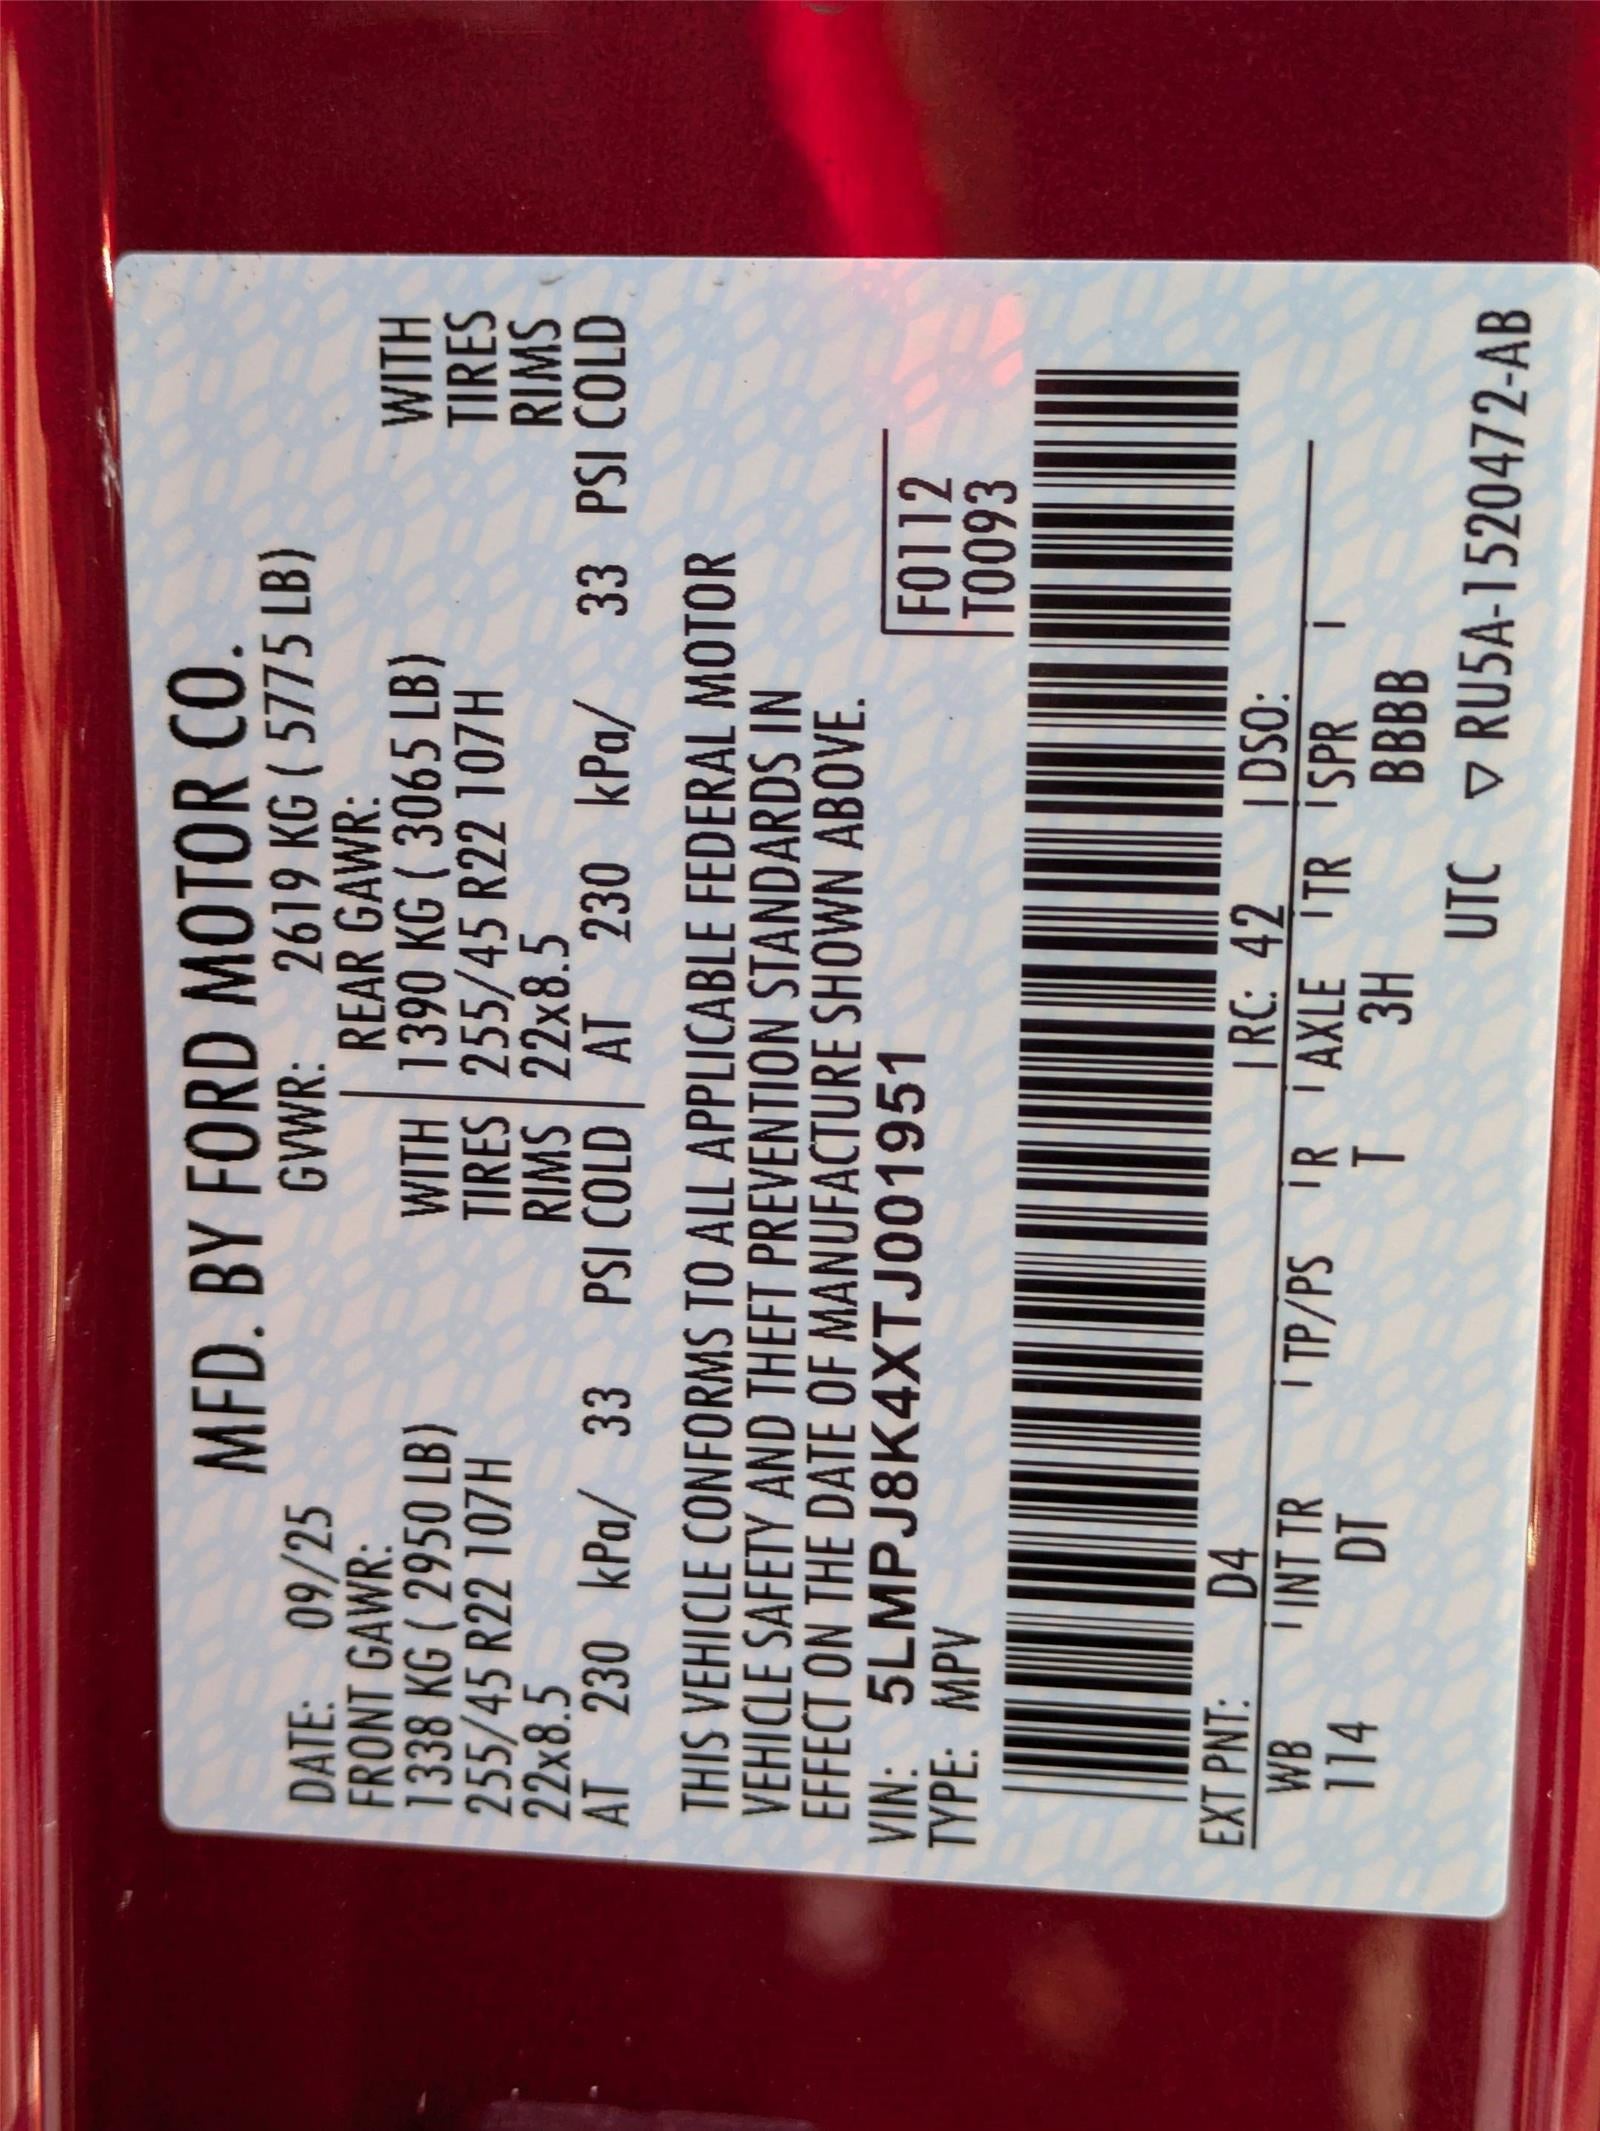 MFD. BY FORD MOTOR CO.
DATE: 09/25 GVWR: 2619 KG ( 5775 LB)
FRONT GAWR: REAR GAWR:
1338 KG ( 2950 LB) WITH 1390 KG ( 3065 LB) WITH
255/45 R22 107H TIRES 255/45 R22 107H TIRES
22x8.5 RIMS 22x8.5 RIMS
AT 230 kPa/ 33 PSI COLD AT 230 kPa/ 33 PSI COLD
THIS VEHICLE CONFORMS TO ALL APPLICABLE FEDERAL MOTOR
VEHICLE SAFETY AND THEFT PREVENTION STANDARDS IN
EFFECT ON THE DATE OF MANUFACTURE SHOWN ABOVE.
VIN: 5LMPJ8K4XTJ001951 F0112
TYPE: MPV T0093
EXT PNT: D4 RC: 42 DSO:
WB INT TR TP/PS R AXLE TR SPR
114 DT T 3H BBBB
UTC ▽ RU5A-1520472-AB